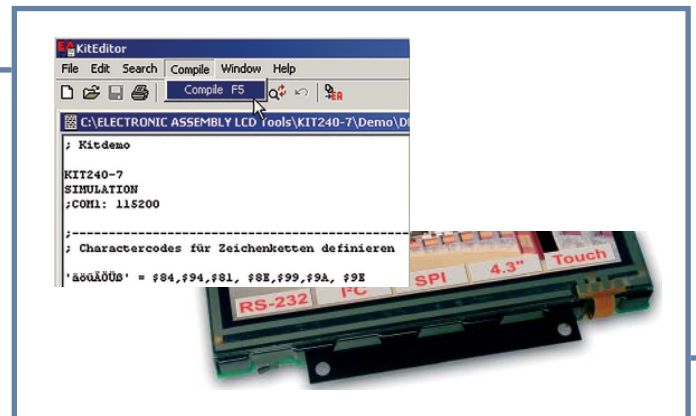 EA KitEditor
File Edit Search Compile Window Help
Compile F5
EA
C:\ELECTRONIC ASSEMBLY LCD Tools\KIT240-7\Demo\D
; Kitdemo
KIT240-7
SIMULATION
;COM1: 115200
;----------------------------------------------
; Charactercodes für Zeichenketten definieren
'äöüÄÖÜß' = $84,$94,$81, $8E,$99,$9A, $9E
RS-232 I²C SPI 4.3" Touch